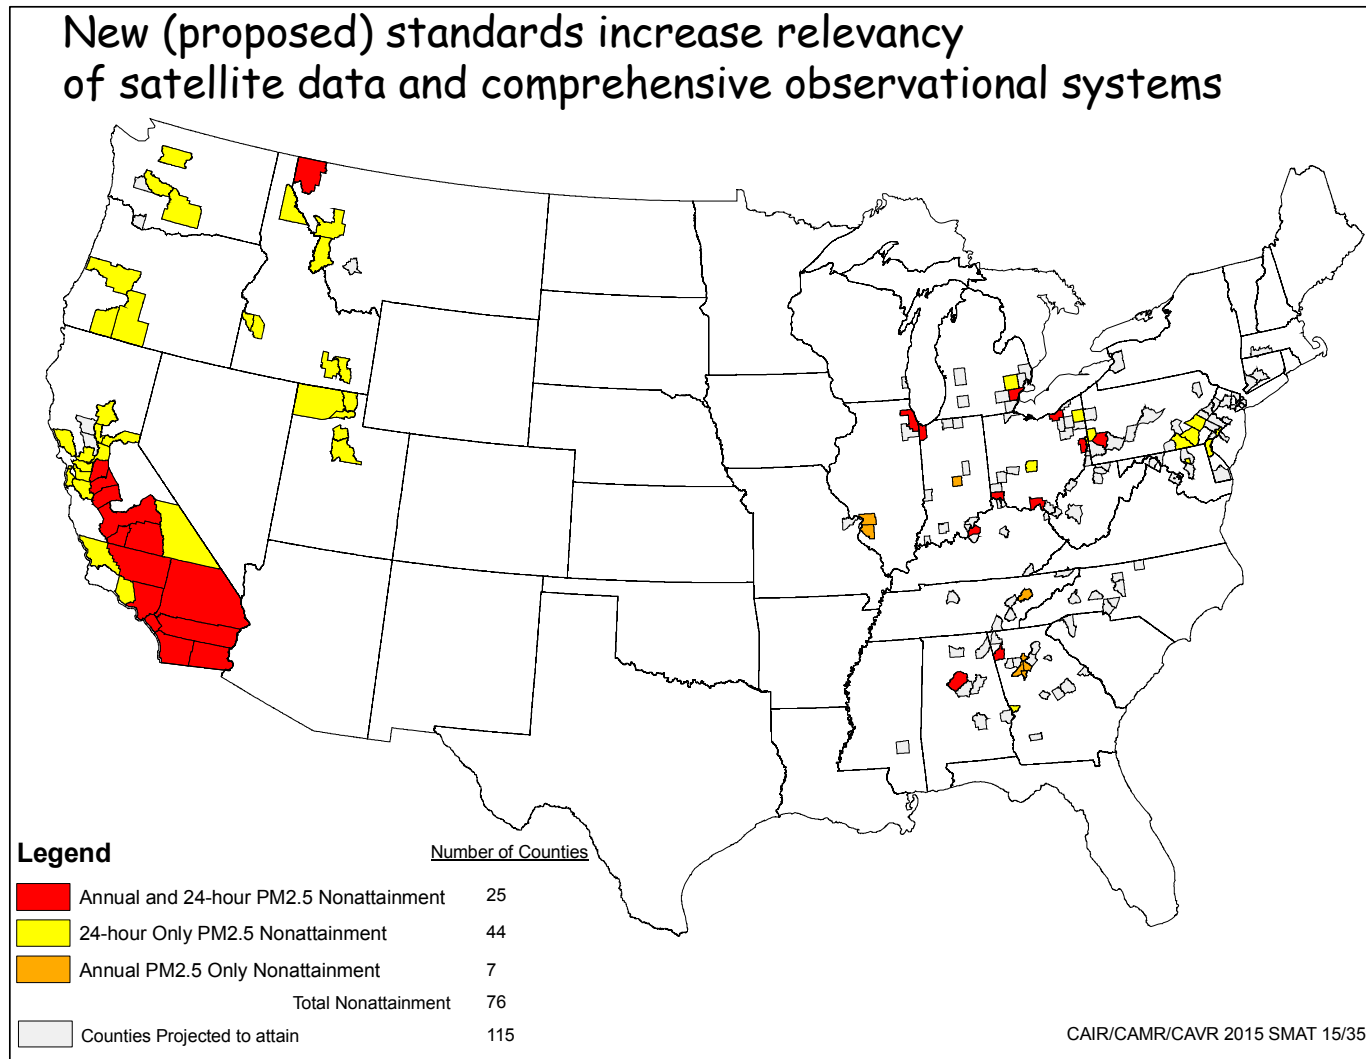 New (proposed) standards increase relevancy
of satellite data and comprehensive observational systems
Legend
Number of Counties
Annual and 24-hour PM2.5 Nonattainment 25
24-hour Only PM2.5 Nonattainment 44
Annual PM2.5 Only Nonattainment 7
Total Nonattainment 76
Counties Projected to attain 115
CAIR/CAMR/CAVR 2015 SMAT 15/35